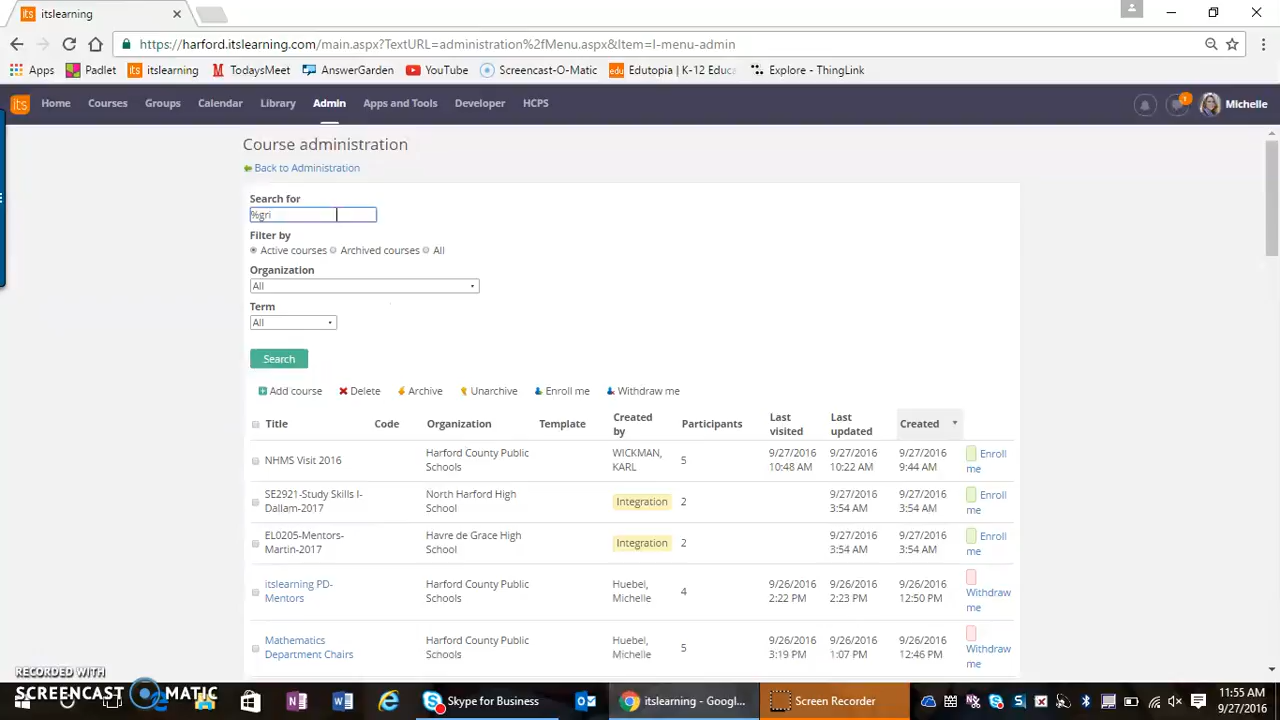 its itslearning
https://harford.itslearning.com/main.aspx?TextURL=administration%2fMenu.aspx&Item=l-menu-admin
Apps Padlet its itslearning TodaysMeet AnswerGarden YouTube Screencast-O-Matic edu Edutopia | K-12 Educa Explore - ThingLink
its Home Courses Groups Calendar Library Admin Apps and Tools Developer HCPS 1 Michelle
Course administration
Back to Administration
Search for
%gri
Filter by
Active courses Archived courses All
Organization
All
Term
All
Search
Add course Delete Archive Unarchive Enroll me Withdraw me
Title Code Organization Template Created by Participants Last visited Last updated Created
NHMS Visit 2016 Harford County Public Schools WICKMAN, KARL 5 9/27/2016 10:48 AM 9/27/2016 10:22 AM 9/27/2016 9:44 AM Enroll me
SE2921-Study Skills I-Dallam-2017 North Harford High School Integration 2 9/27/2016 3:54 AM 9/27/2016 3:54 AM Enroll me
EL0205-Mentors-Martin-2017 Havre de Grace High School Integration 2 9/27/2016 3:54 AM 9/27/2016 3:54 AM Enroll me
itslearning PD-Mentors Harford County Public Schools Huebel, Michelle 4 9/26/2016 2:22 PM 9/26/2016 2:23 PM 9/26/2016 12:50 PM Withdraw me
Mathematics Department Chairs Harford County Public Schools Huebel, Michelle 5 9/26/2016 3:19 PM 9/26/2016 1:07 PM 9/26/2016 12:46 PM Withdraw me
RECORDED WITH
SCREENCAST MATIC
Skype for Business itslearning - Googl... Screen Recorder
11:55 AM
9/27/2016